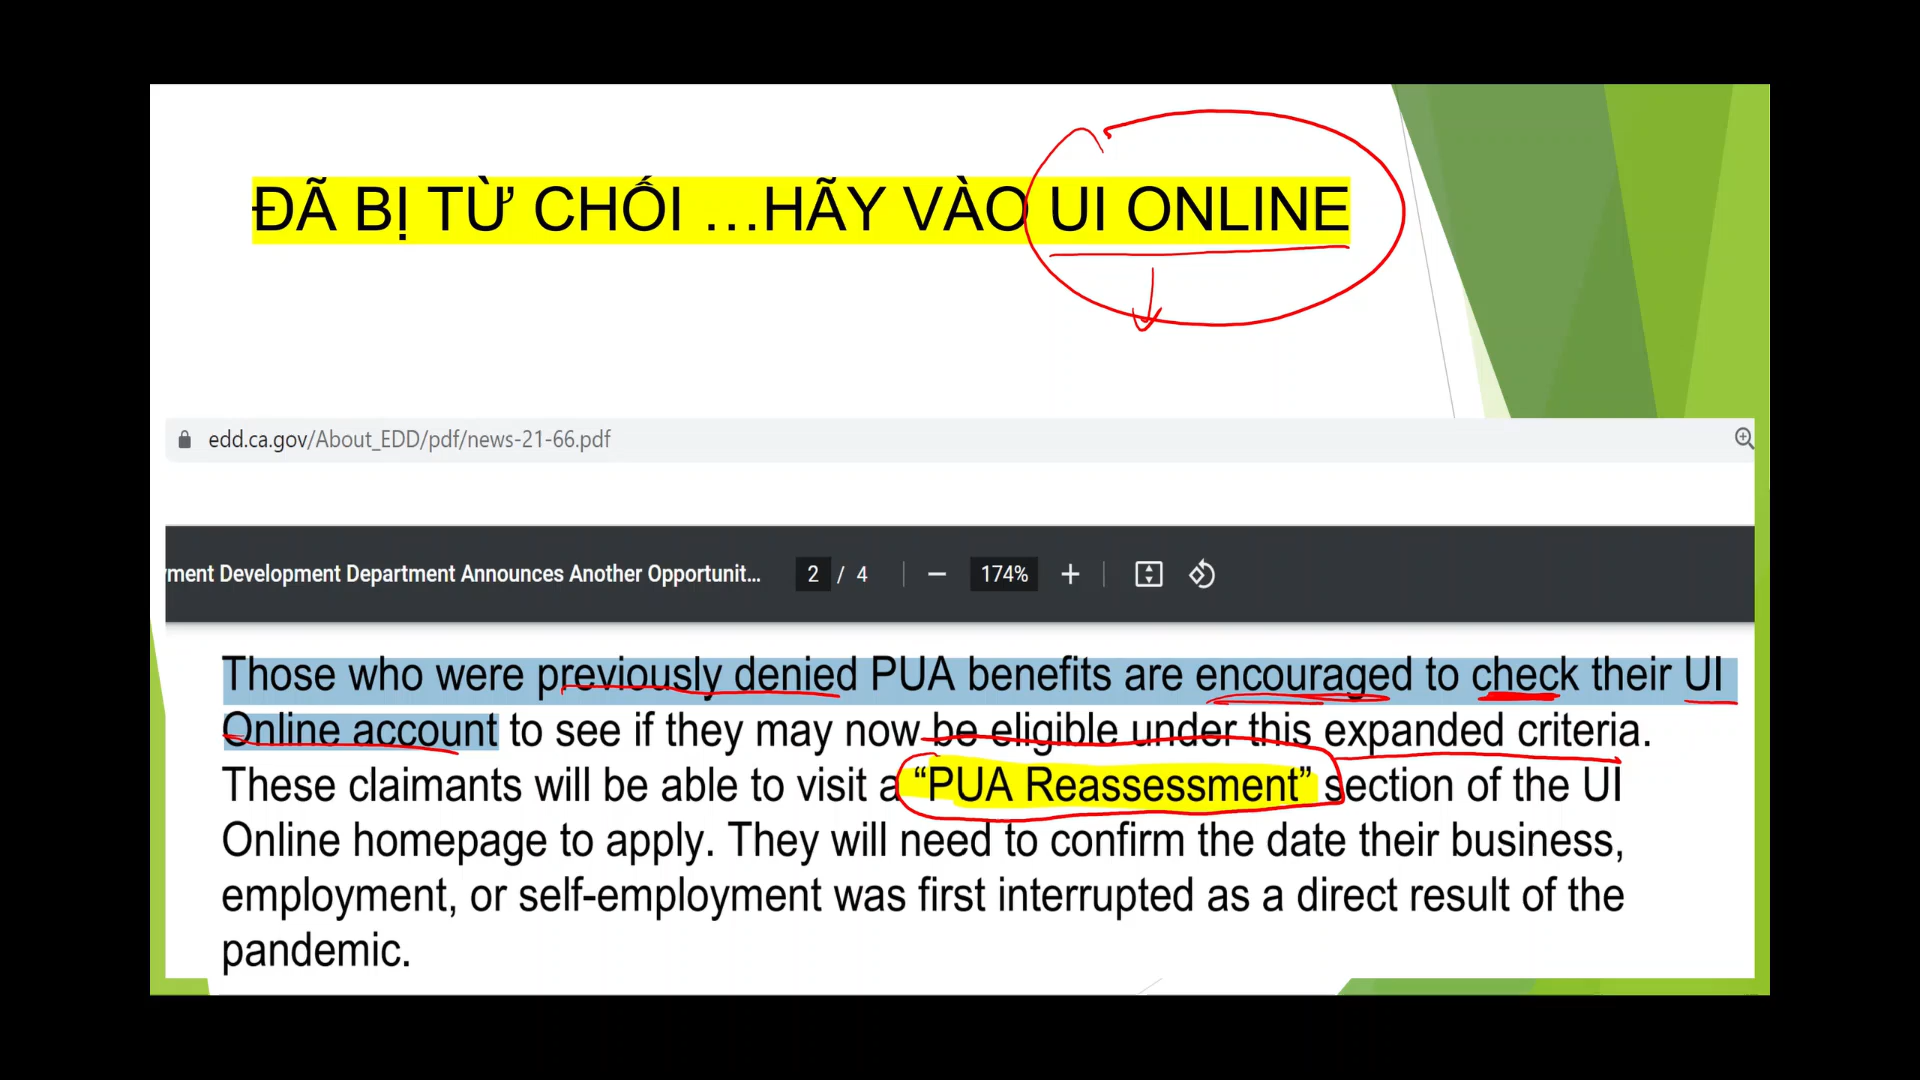 ĐÃ BỊ TỪ CHỐI ...HÃY VÀO UI ONLINE
edd.ca.gov/About_EDD/pdf/news-21-66.pdf
ment Development Department Announces Another Opportunit... 2 / 4 174%
Those who were previously denied PUA benefits are encouraged to check their UI
Online account to see if they may now be eligible under this expanded criteria.
These claimants will be able to visit a “PUA Reassessment” section of the UI
Online homepage to apply. They will need to confirm the date their business,
employment, or self-employment was first interrupted as a direct result of the
pandemic.